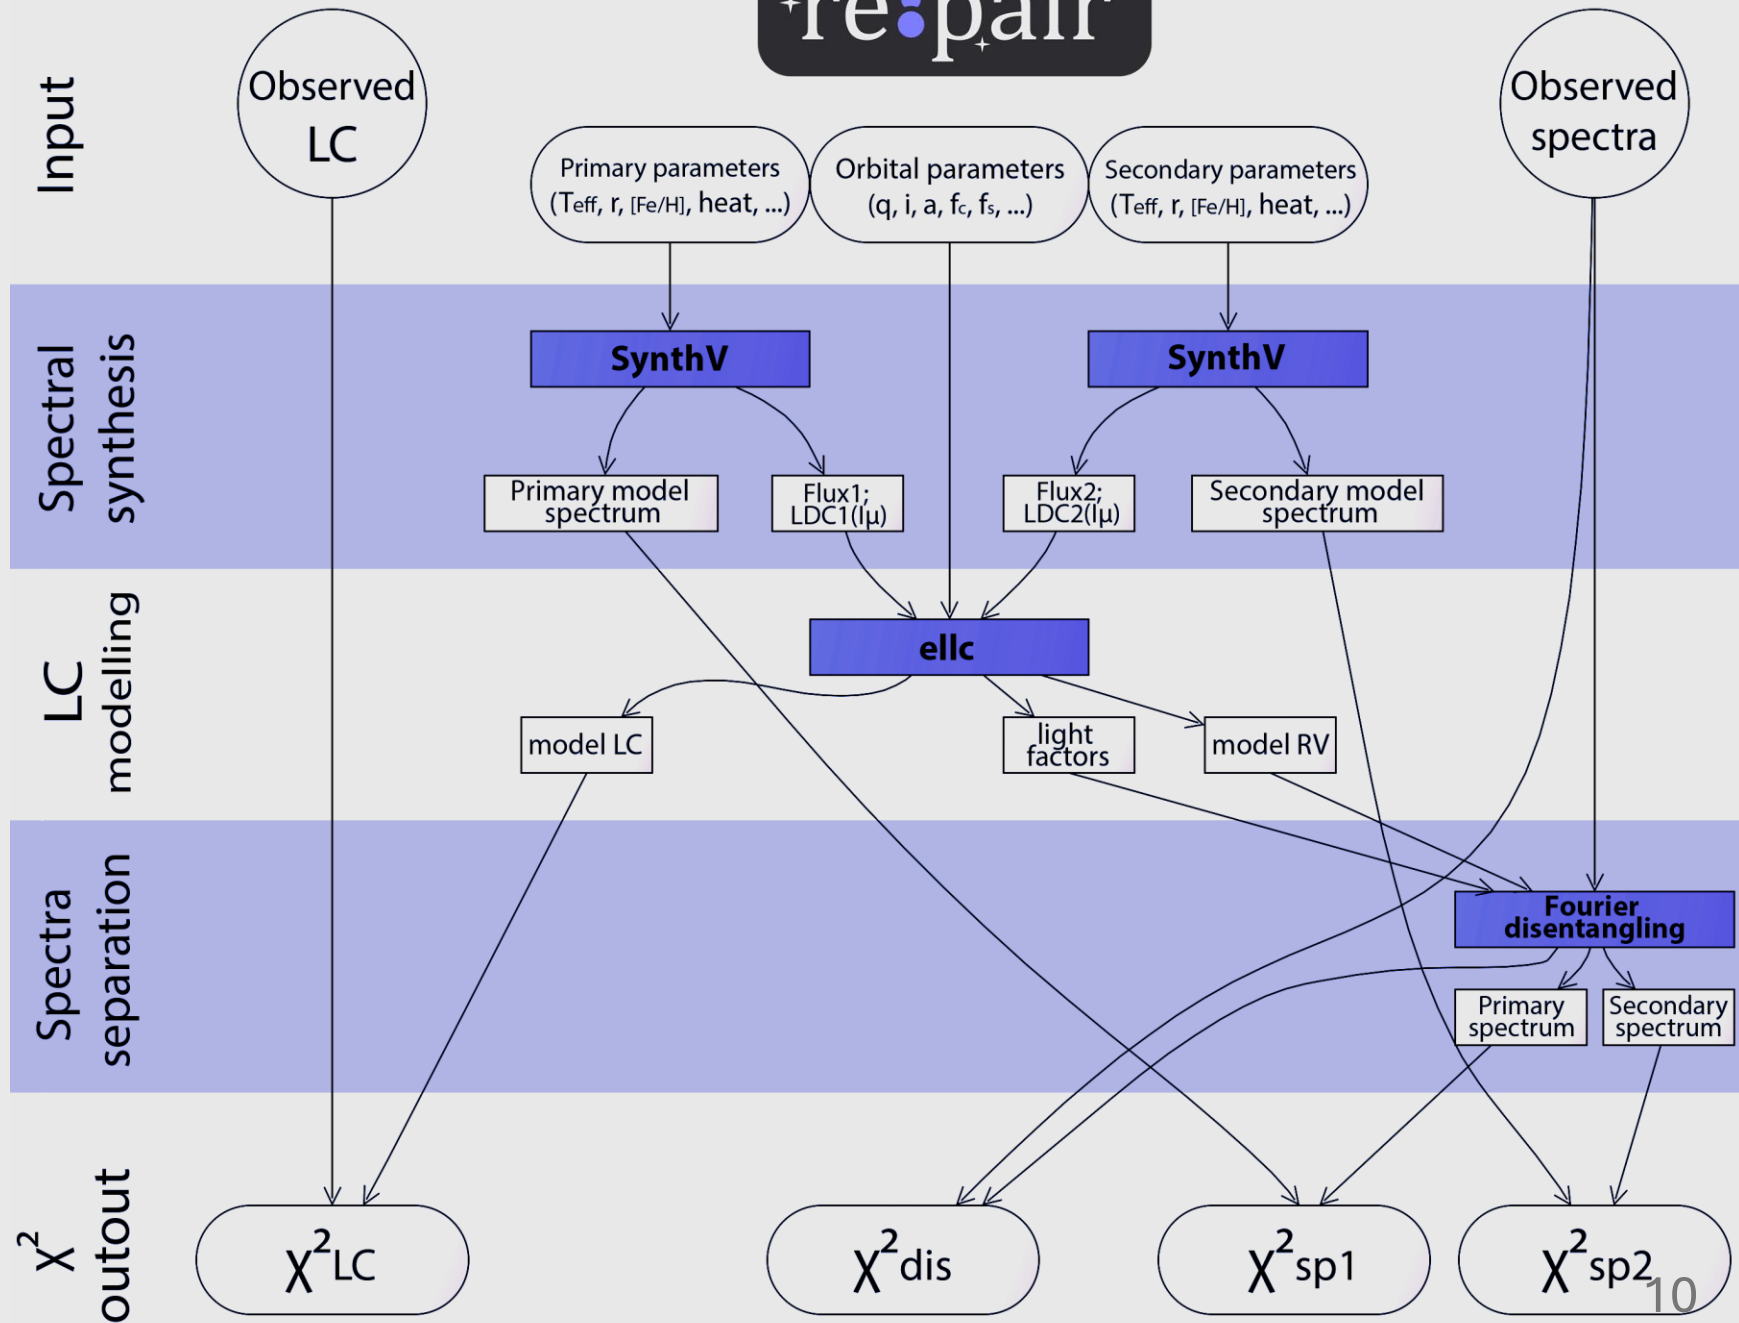 re:pair
Input
Observed
LC
Observed
spectra
Primary parameters
(Teff, r, [Fe/H], heat, ...)
Orbital parameters
(q, i, a, fc, fs, ...)
Secondary parameters
(Teff, r, [Fe/H], heat, ...)
Spectral
synthesis
SynthV
SynthV
Primary model
spectrum
Flux1;
LDC1(Iμ)
Flux2;
LDC2(Iμ)
Secondary model
spectrum
LC
modelling
ellc
model LC
light
factors
model RV
Spectra
separation
Fourier
disentangling
Primary
spectrum
Secondary
spectrum
χ²
outout
χ²LC
χ²dis
χ²sp1
χ²sp2
10